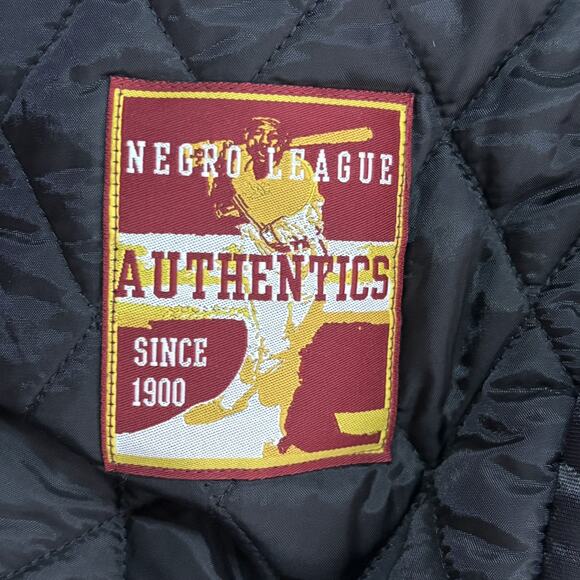 NEGRO LEAGUE
AUTHENTICS
SINCE
1900